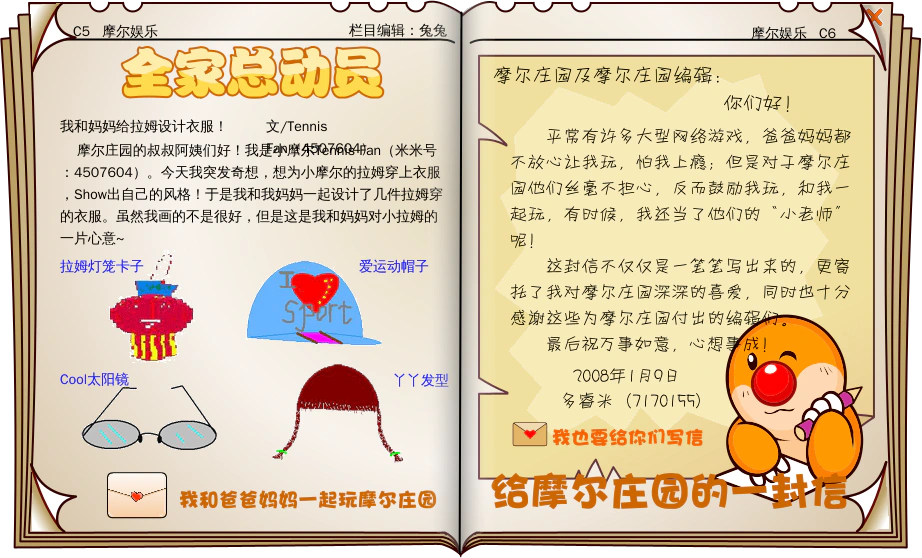 C5 摩尔娱乐
栏目编辑：兔兔
全家总动员
我和妈妈给拉姆设计衣服！
文/Tennis
Fan（4507604）
摩尔庄园的叔叔阿姨们好！我是小摩尔Tennis Fan（米米号
：4507604）。今天我突发奇想，想为小摩尔的拉姆穿上衣服
，Show出自己的风格！于是我和我妈妈一起设计了几件拉姆穿
的衣服。虽然我画的不是很好，但是这是我和妈妈对小拉姆的
一片心意~
拉姆灯笼卡子
爱运动帽子
I
Sport
Cool太阳镜
丫丫发型
我和爸爸妈妈一起玩摩尔庄园
摩尔娱乐 C6
摩尔庄园及摩尔庄园编辑：
你们好！
平常有许多大型网络游戏，爸爸妈妈都
不放心让我玩，怕我上瘾；但是对于摩尔庄
园他们丝毫不担心，反而鼓励我玩，和我一
起玩，有时候，我还当了他们的“小老师”
呢！
这封信不仅仅是一笔笔写出来的，更寄
托了我对摩尔庄园深深的喜爱，同时也十分
感谢这些为摩尔庄园付出的编辑们。
最后祝万事如意，心想事成！
2008年1月9日
多睿米（7170155）
我也要给你们写信
给摩尔庄园的一封信